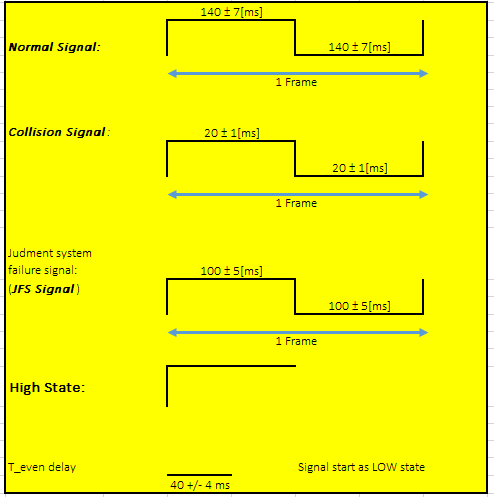 140 ± 7[ms]
Normal Signal:
140 ± 7[ms]
1 Frame
Collision Signal:
20 ± 1[ms]
20 ± 1[ms]
1 Frame
Judment system
failure signal:
(JFS Signal)
100 ± 5[ms]
100 ± 5[ms]
1 Frame
High State:
T_even delay
Signal start as LOW state
40 +/- 4 ms